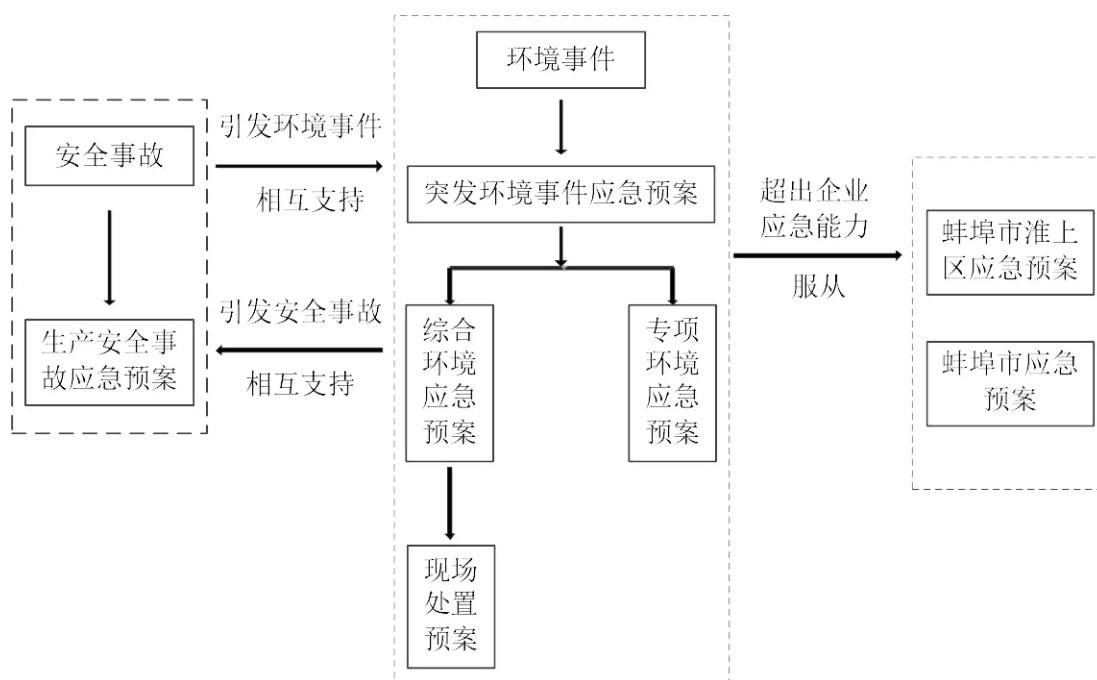 环境事件
引发环境事件
安全事故
相互支持
突发环境事件应急预案
超出企业
应急能力
服从
蚌埠市淮上
区应急预案
引发安全事故
相互支持
生产安全事
故应急预案
综合
环境
应急
预案
专项
环境
应急
预案
蚌埠市应急
预案
现场
处置
预案